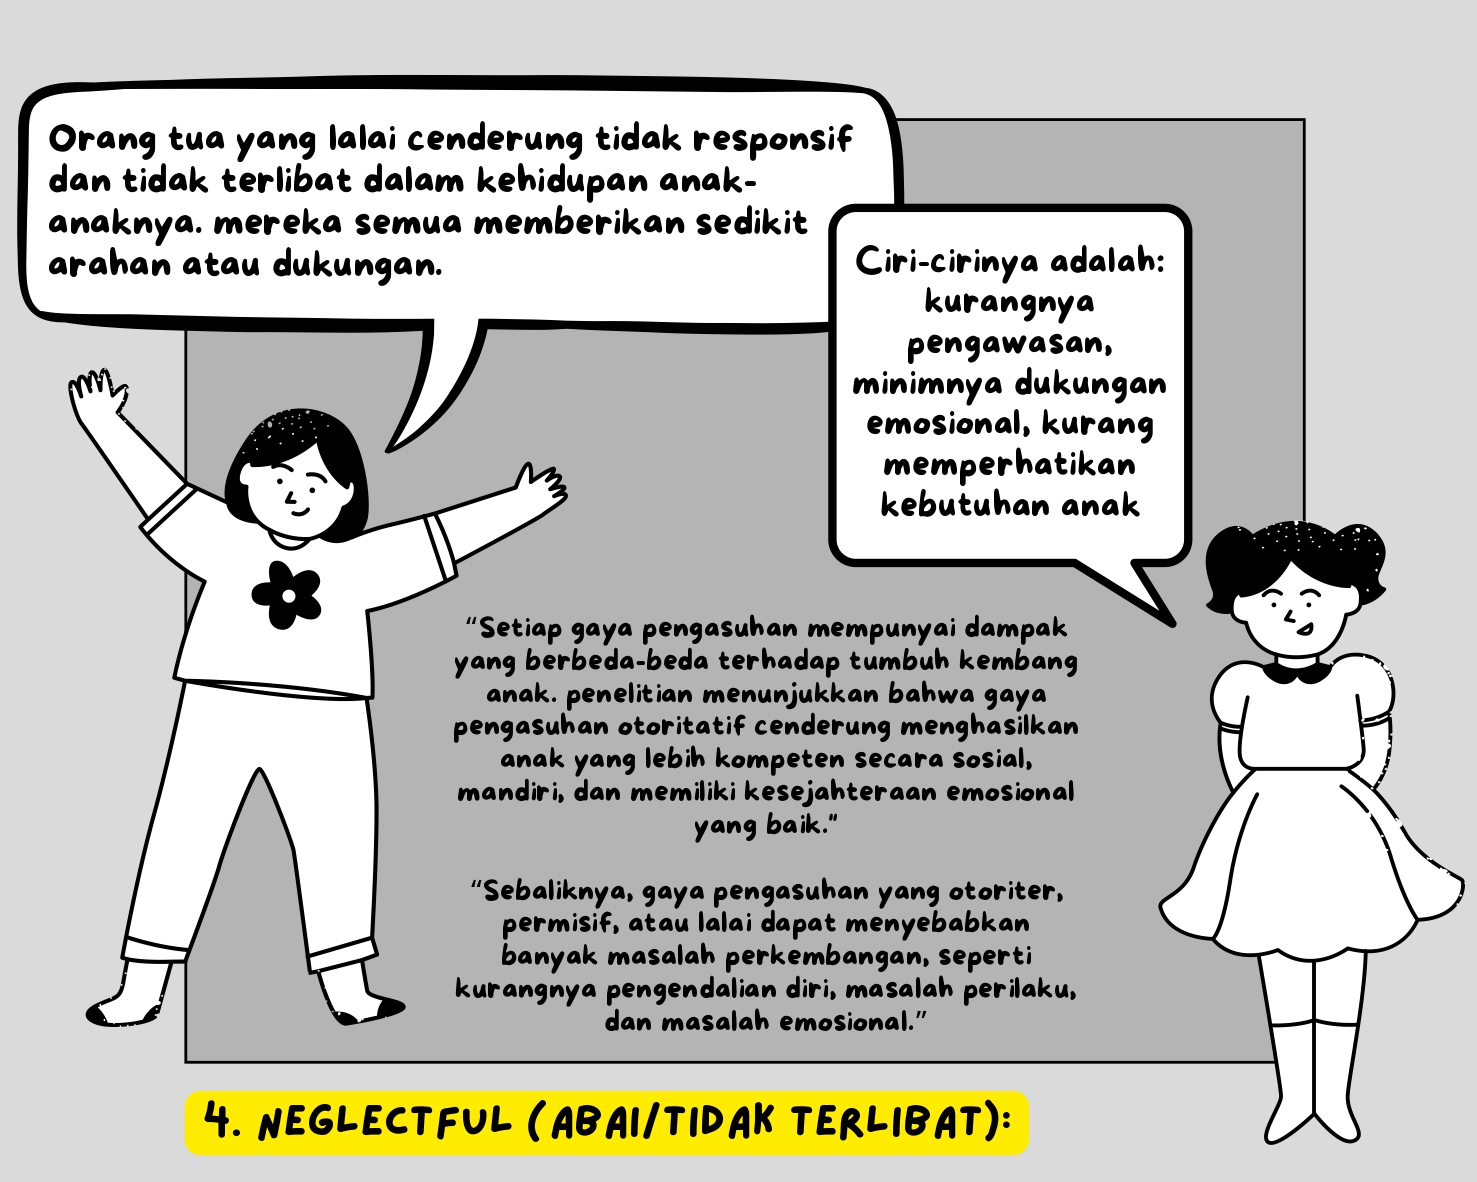 Orang tua yang lalai cenderung tidak responsif
dan tidak terlibat dalam kehidupan anak-
anaknya. mereka semua memberikan sedikit
arahan atau dukungan.
Ciri-cirinya adalah:
kurangnya
pengawasan,
minimnya dukungan
emosional, kurang
memperhatikan
kebutuhan anak
“Setiap gaya pengasuhan mempunyai dampak
yang berbeda-beda terhadap tumbuh kembang
anak. penelitian menunjukkan bahwa gaya
pengasuhan otoritatif cenderung menghasilkan
anak yang lebih kompeten secara sosial,
mandiri, dan memiliki kesejahteraan emosional
yang baik."
“Sebaliknya, gaya pengasuhan yang otoriter,
permisif, atau lalai dapat menyebabkan
banyak masalah perkembangan, seperti
kurangnya pengendalian diri, masalah perilaku,
dan masalah emosional.”
4. NEGLECTFUL (ABAI/TIDAK TERLIBAT):